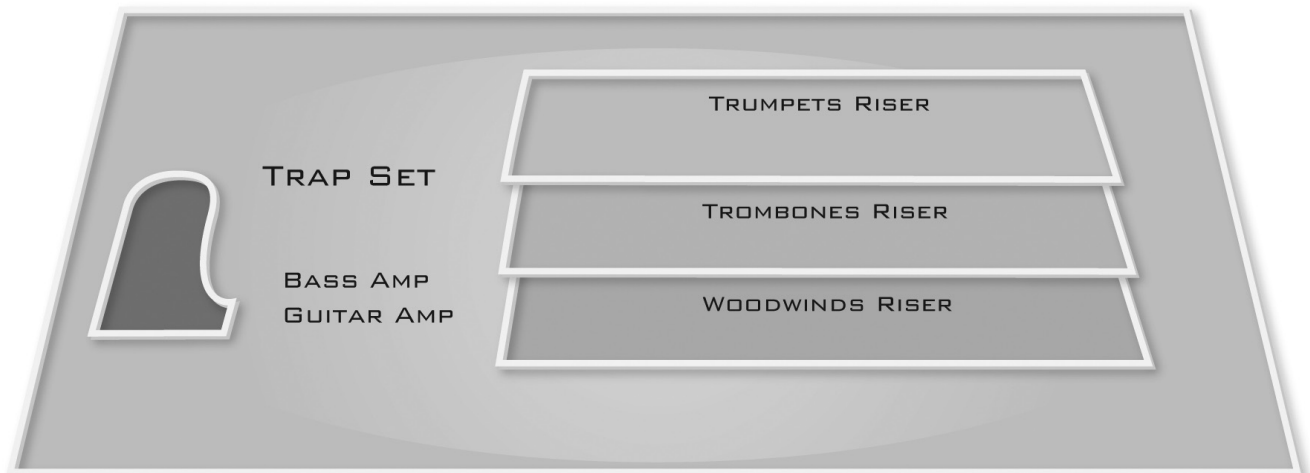 Trumpets Riser
Trap Set
Trombones Riser
Bass Amp
Woodwinds Riser
Guitar Amp